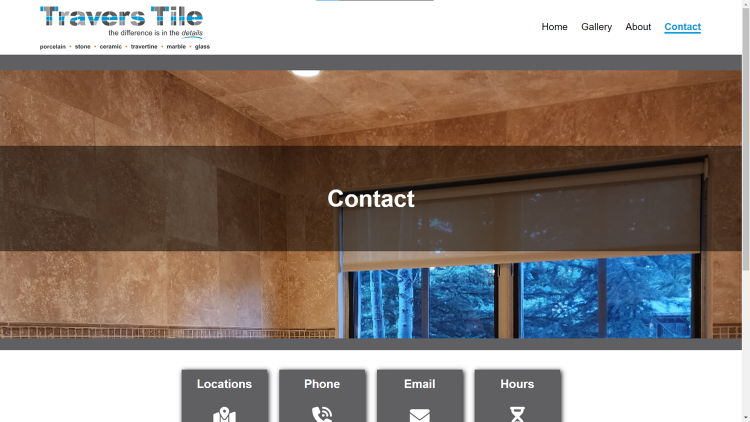 Travers Tile
the difference is in the details
porcelain • stone • ceramic • travertine • marble • glass
Home Gallery About Contact
Contact
Locations Phone Email Hours